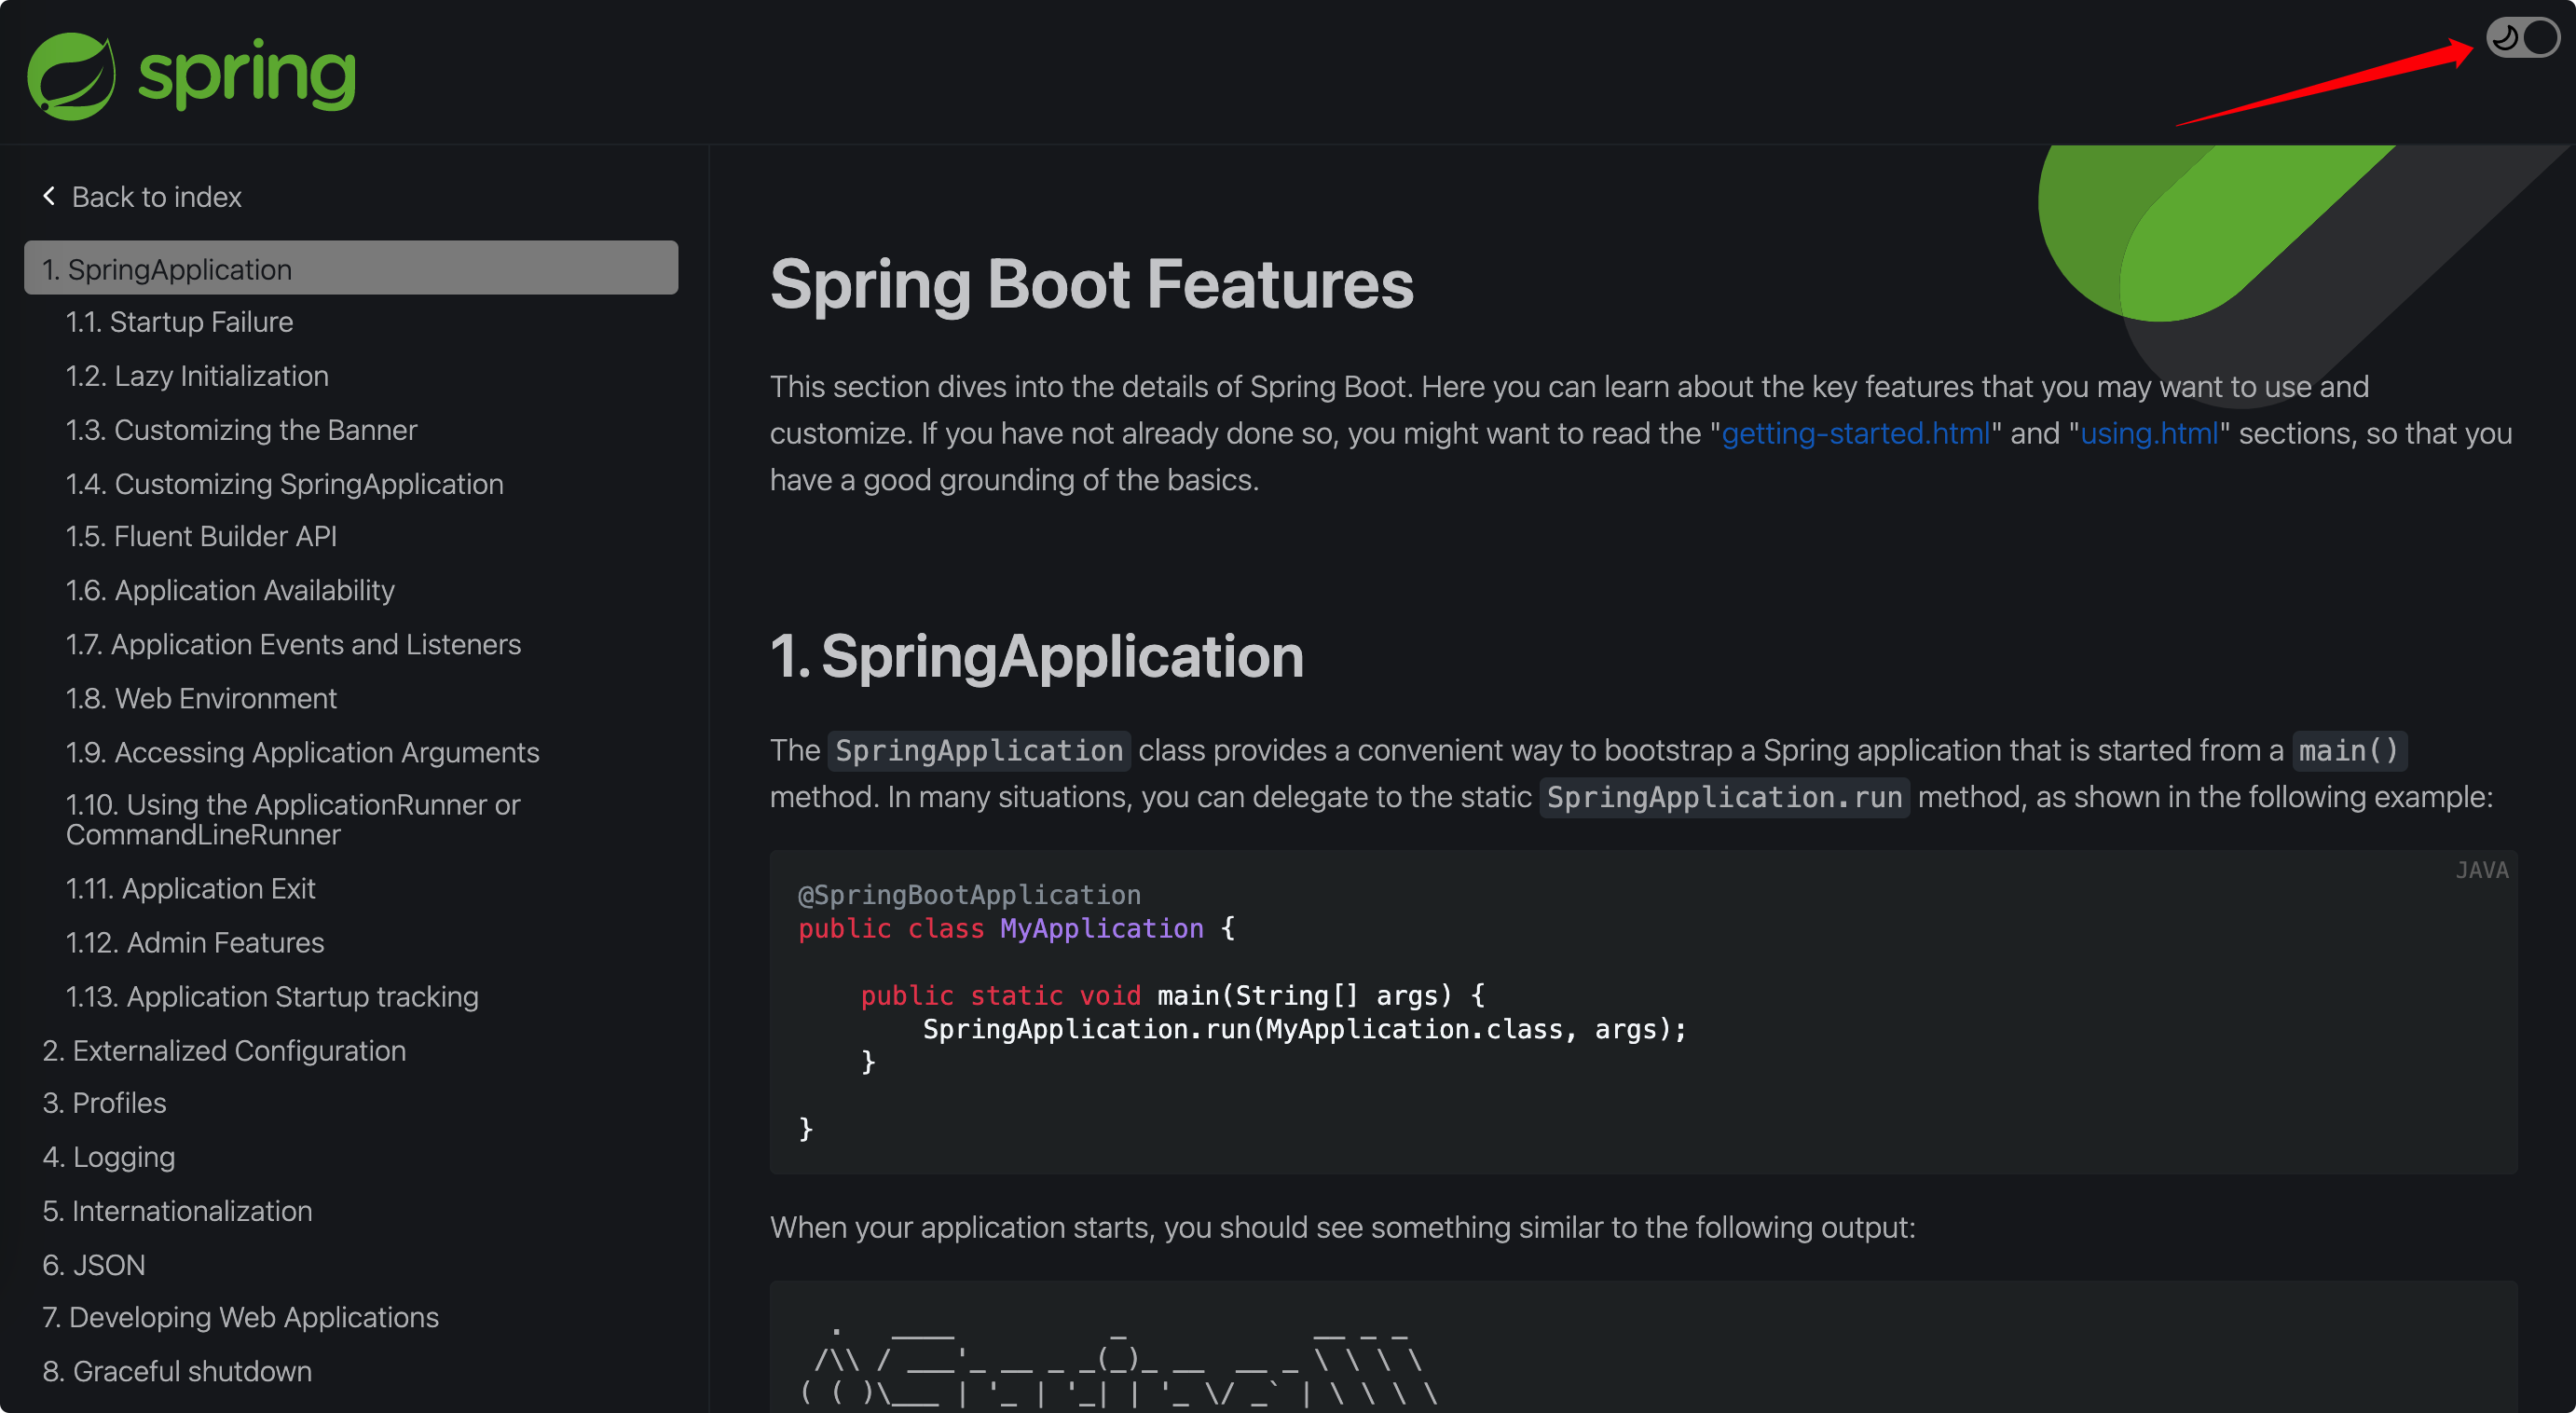 spring
Back to index
1. SpringApplication
1.1. Startup Failure
1.2. Lazy Initialization
1.3. Customizing the Banner
1.4. Customizing SpringApplication
1.5. Fluent Builder API
1.6. Application Availability
1.7. Application Events and Listeners
1.8. Web Environment
1.9. Accessing Application Arguments
1.10. Using the ApplicationRunner or
CommandLineRunner
1.11. Application Exit
1.12. Admin Features
1.13. Application Startup tracking
2. Externalized Configuration
3. Profiles
4. Logging
5. Internationalization
6. JSON
7. Developing Web Applications
8. Graceful shutdown
Spring Boot Features
This section dives into the details of Spring Boot. Here you can learn about the key features that you may want to use and
customize. If you have not already done so, you might want to read the "getting-started.html" and "using.html" sections, so that you
have a good grounding of the basics.
1. SpringApplication
The SpringApplication class provides a convenient way to bootstrap a Spring application that is started from a main()
method. In many situations, you can delegate to the static SpringApplication.run method, as shown in the following example:
JAVA
@SpringBootApplication
public class MyApplication {
    public static void main(String[] args) {
        SpringApplication.run(MyApplication.class, args);
    }
}
When your application starts, you should see something similar to the following output:
  .   ____          _            __ _ _
 /\\ / ___'_ __ _ _(_)_ __  __ _ \ \ \ \
( ( )\___ | '_ | '_| | '_ \/ _` | \ \ \ \